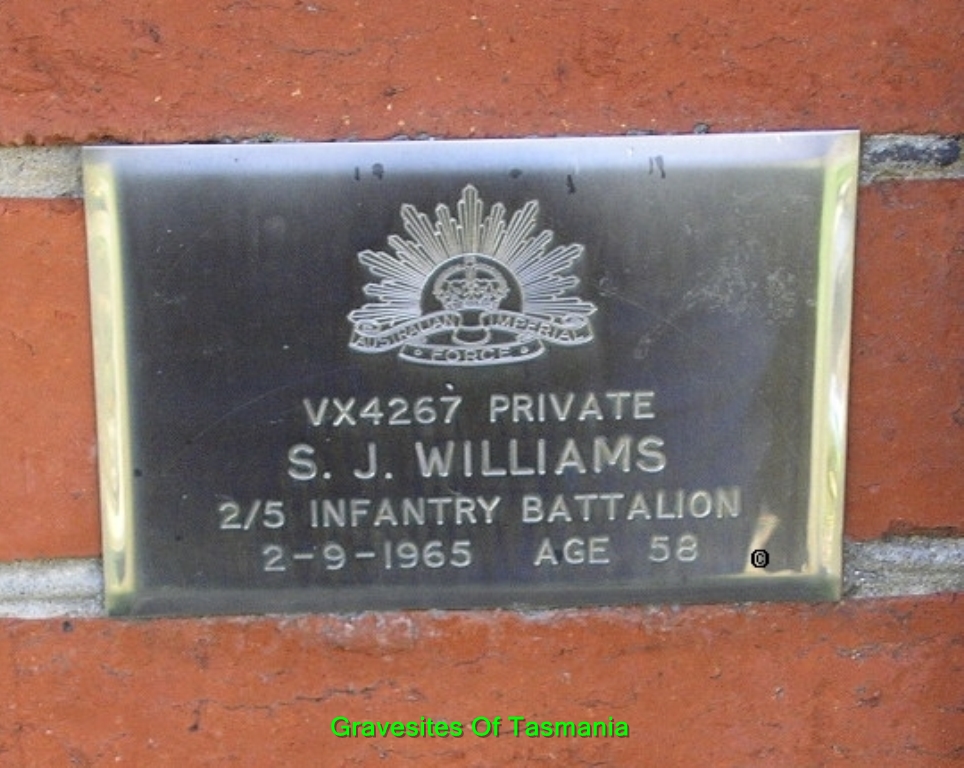 AUSTRALIAN IMPERIAL
FORCE
VX4267 PRIVATE
S. J. WILLIAMS
2/5 INFANTRY BATTALION
2-9-1965 AGE 58
©
Gravesites Of Tasmania